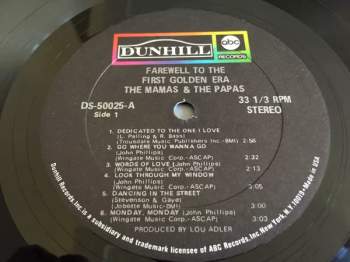 DUNHILL
abc
RECORDS
FAREWELL TO THE
FIRST GOLDEN ERA
THE MAMAS & THE PAPAS
DS-50025-A
Side 1
33 1/3 RPM
STEREO
1. DEDICATED TO THE ONE I LOVE
(L. Pauling & R. Bass)
(Trousdale Music Publishers, Inc.-BMI) 2:56
2. GO WHERE YOU WANNA GO
(John Phillips)
(Wingate Music Corp.-ASCAP) 2:32
3. WORDS OF LOVE (John Phillips)
(Wingate Music Corp.-ASCAP) 2:13
4. LOOK THROUGH MY WINDOW
(John Phillips)
(Wingate Music Corp.-ASCAP) 3:05
5. DANCING IN THE STREET
(Stevenson & Gaye)
(Jobette Music-BMI) 3:00
6. MONDAY, MONDAY (John Phillips)
(Wingate Music Corp.-ASCAP) 3:03
PRODUCED BY LOU ADLER
Dunhill Records, Inc. is a subsidiary and trademark licensee of ABC Records, Inc. New York, N.Y. 10019 • Made in USA